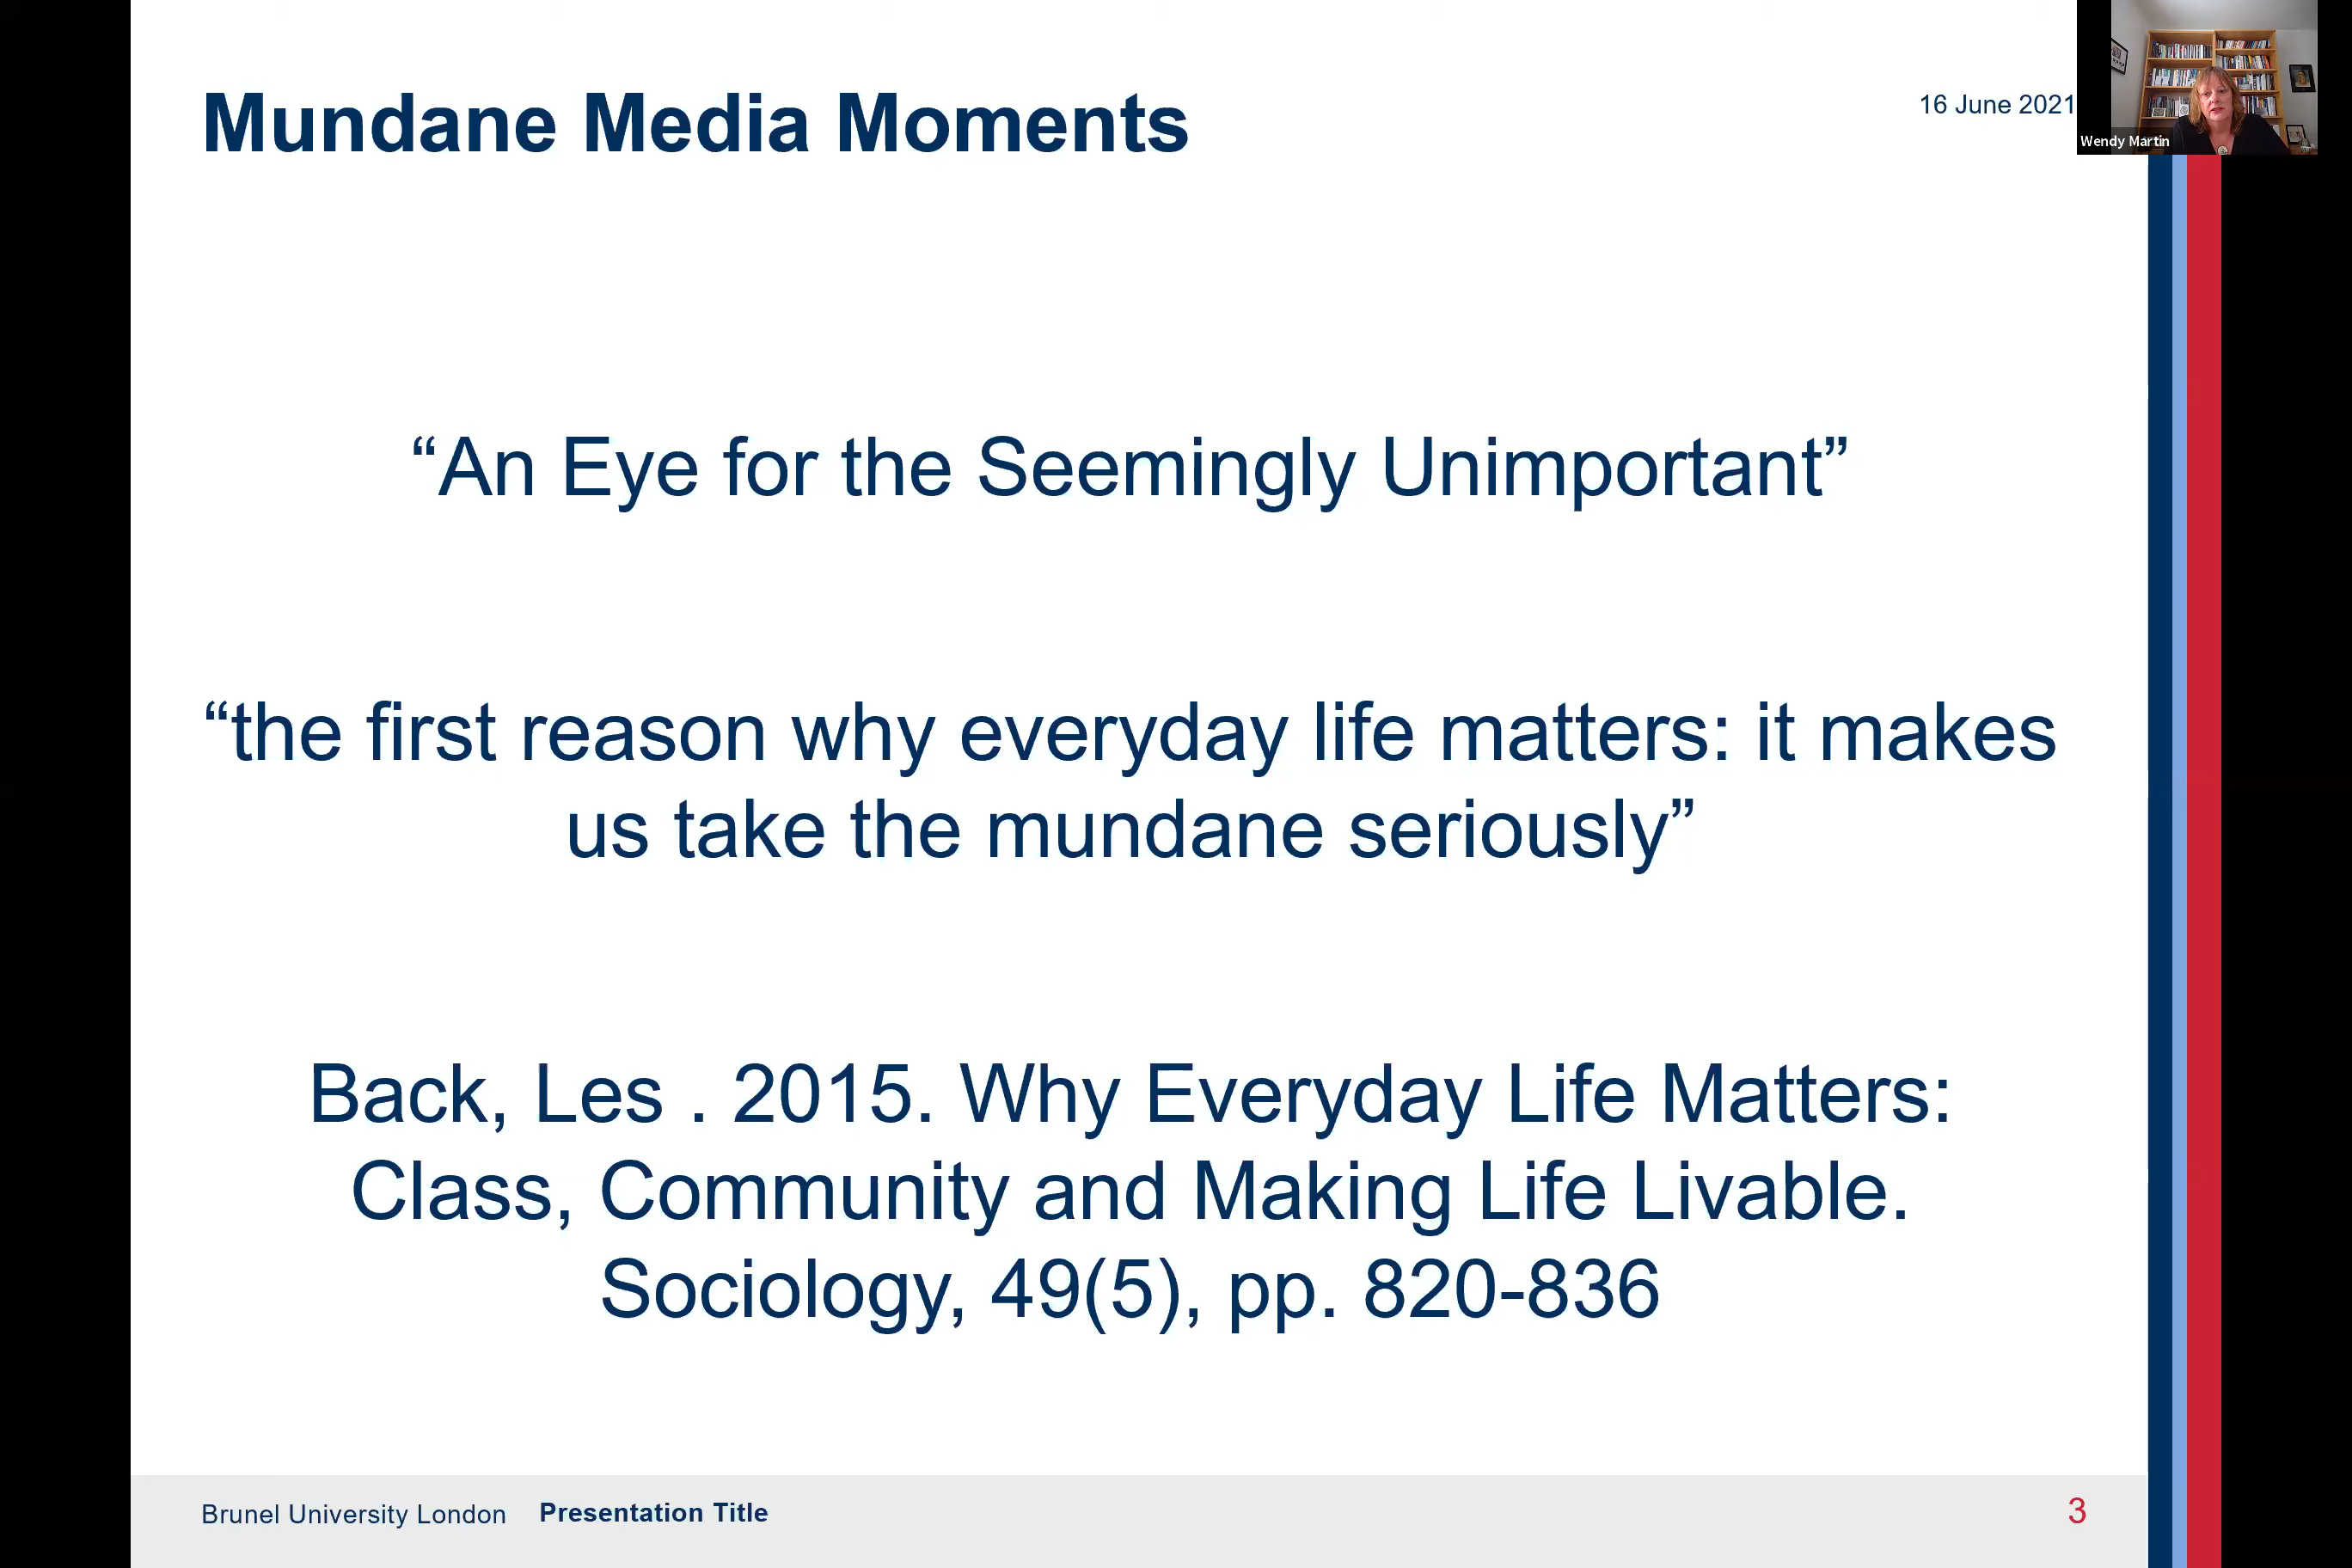 Mundane Media Moments
16 June 2021
Wendy Martin
“An Eye for the Seemingly Unimportant”
“the first reason why everyday life matters: it makes
us take the mundane seriously”
Back, Les . 2015. Why Everyday Life Matters:
Class, Community and Making Life Livable.
Sociology, 49(5), pp. 820-836
Brunel University London Presentation Title 3